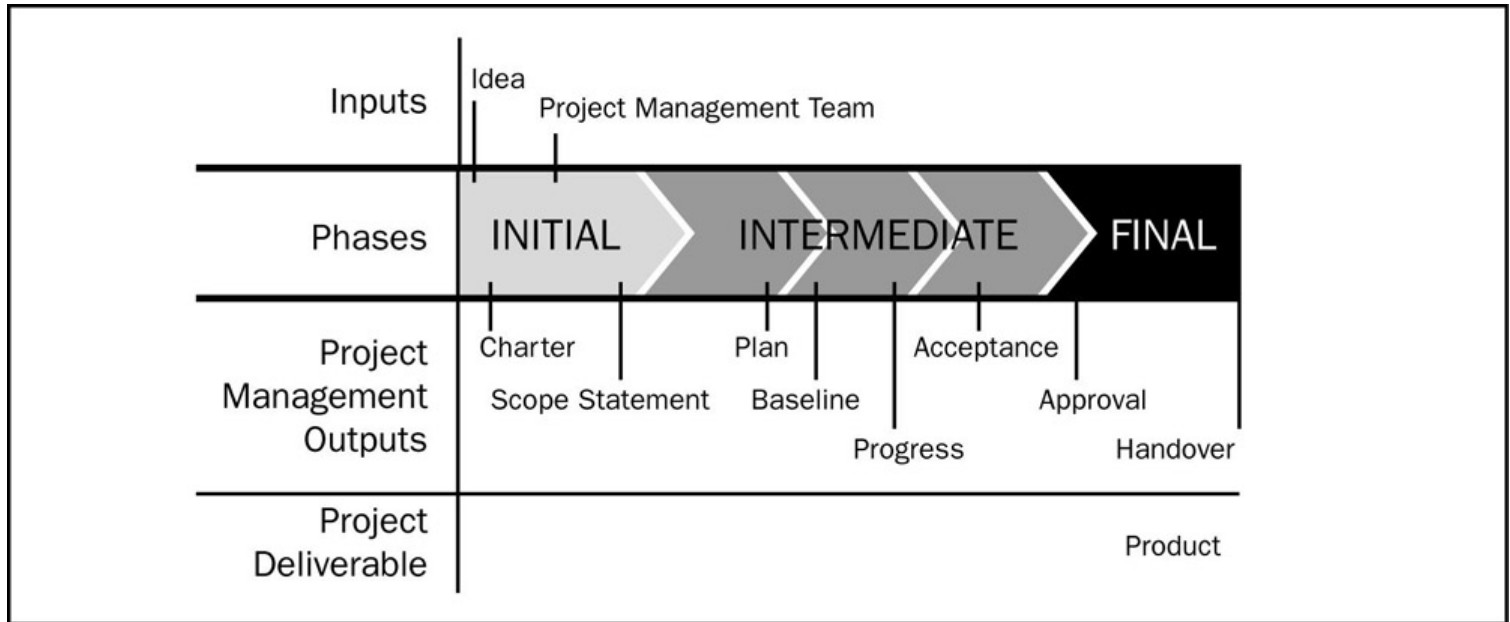 Inputs
Idea
Project Management Team
Phases
INITIAL
INTERMEDIATE
FINAL
Project
Management
Outputs
Charter
Plan
Acceptance
Scope Statement
Baseline
Approval
Progress
Handover
Project
Deliverable
Product